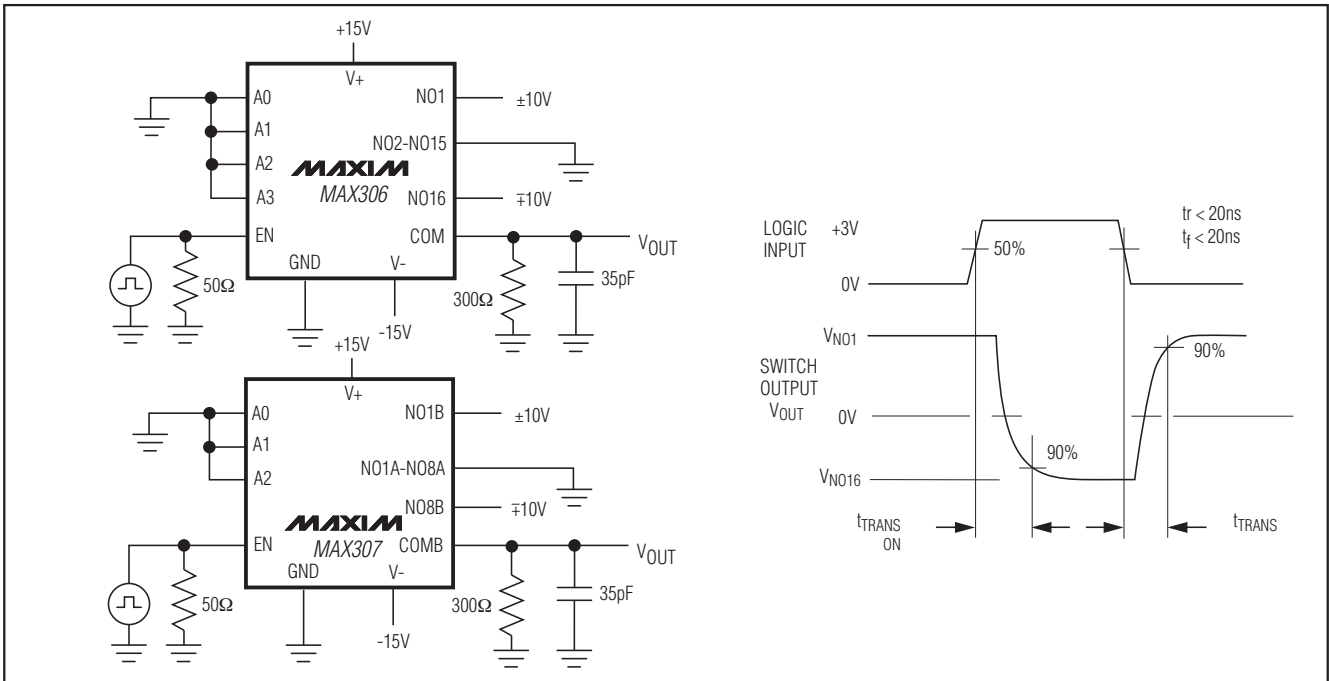 +15V
V+
A0
A1
A2
A3
EN
NO1
±10V
NO2-NO15
MAXIM
MAX306
NO16
∓10V
COM
VOUT
GND
V-
50Ω
300Ω
35pF
-15V
+15V
V+
A0
A1
A2
EN
NO1B
±10V
NO1A-NO8A
NO8B
∓10V
MAXIM
MAX307
COMB
VOUT
GND
V-
50Ω
300Ω
35pF
-15V
LOGIC
INPUT
+3V
50%
tr < 20ns
tf < 20ns
0V
VNO1
90%
SWITCH
OUTPUT
VOUT
0V
90%
VNO16
tTRANS
ON
tTRANS